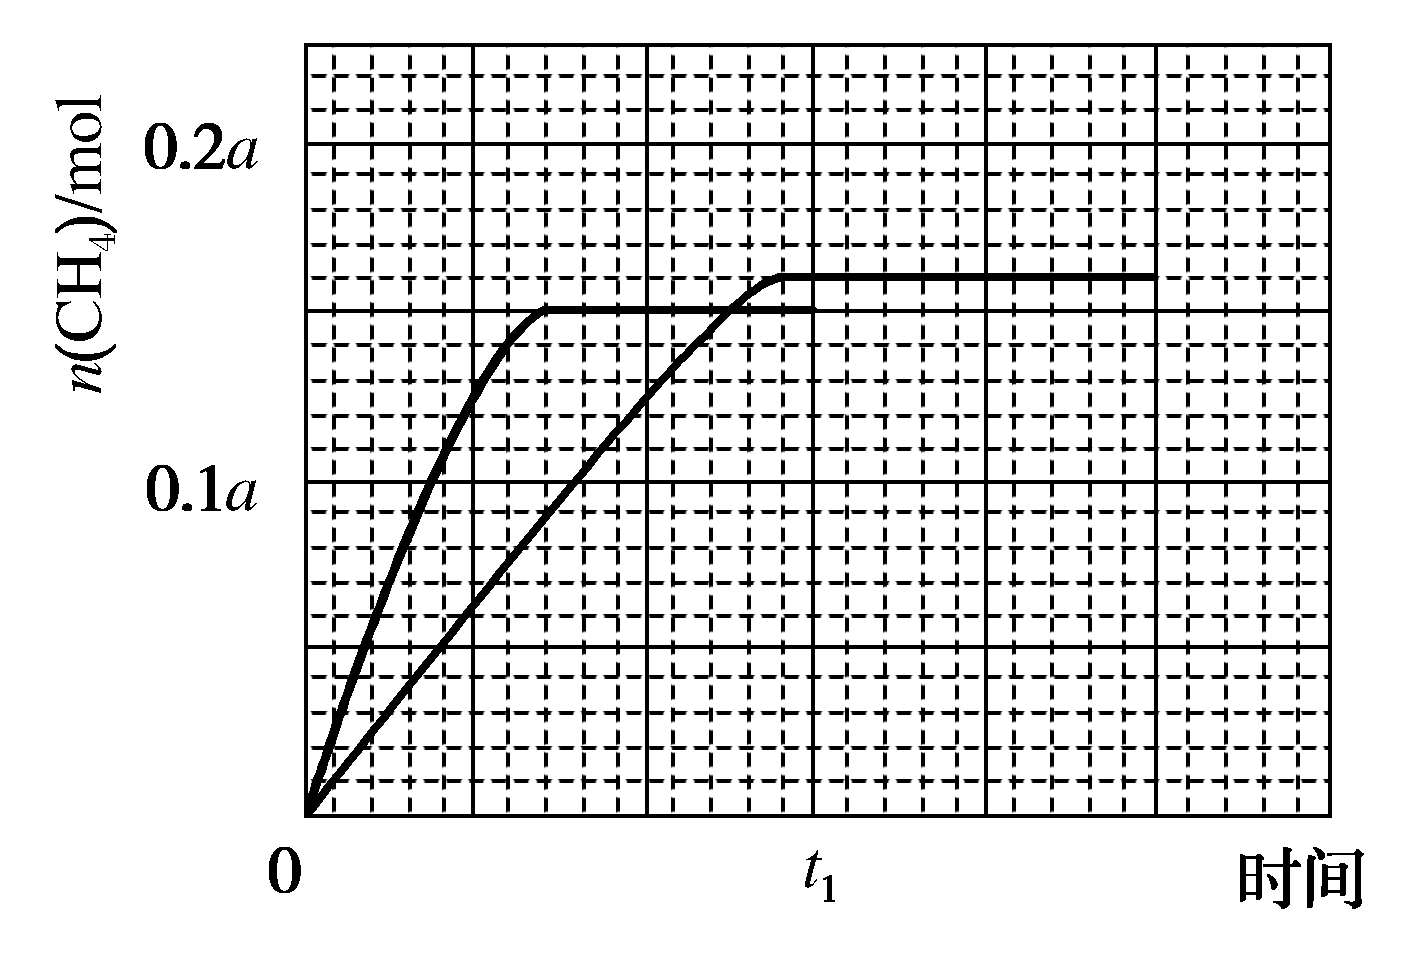 n(CH₄)/mol
0.2a
0.1a
0
t₁
时间